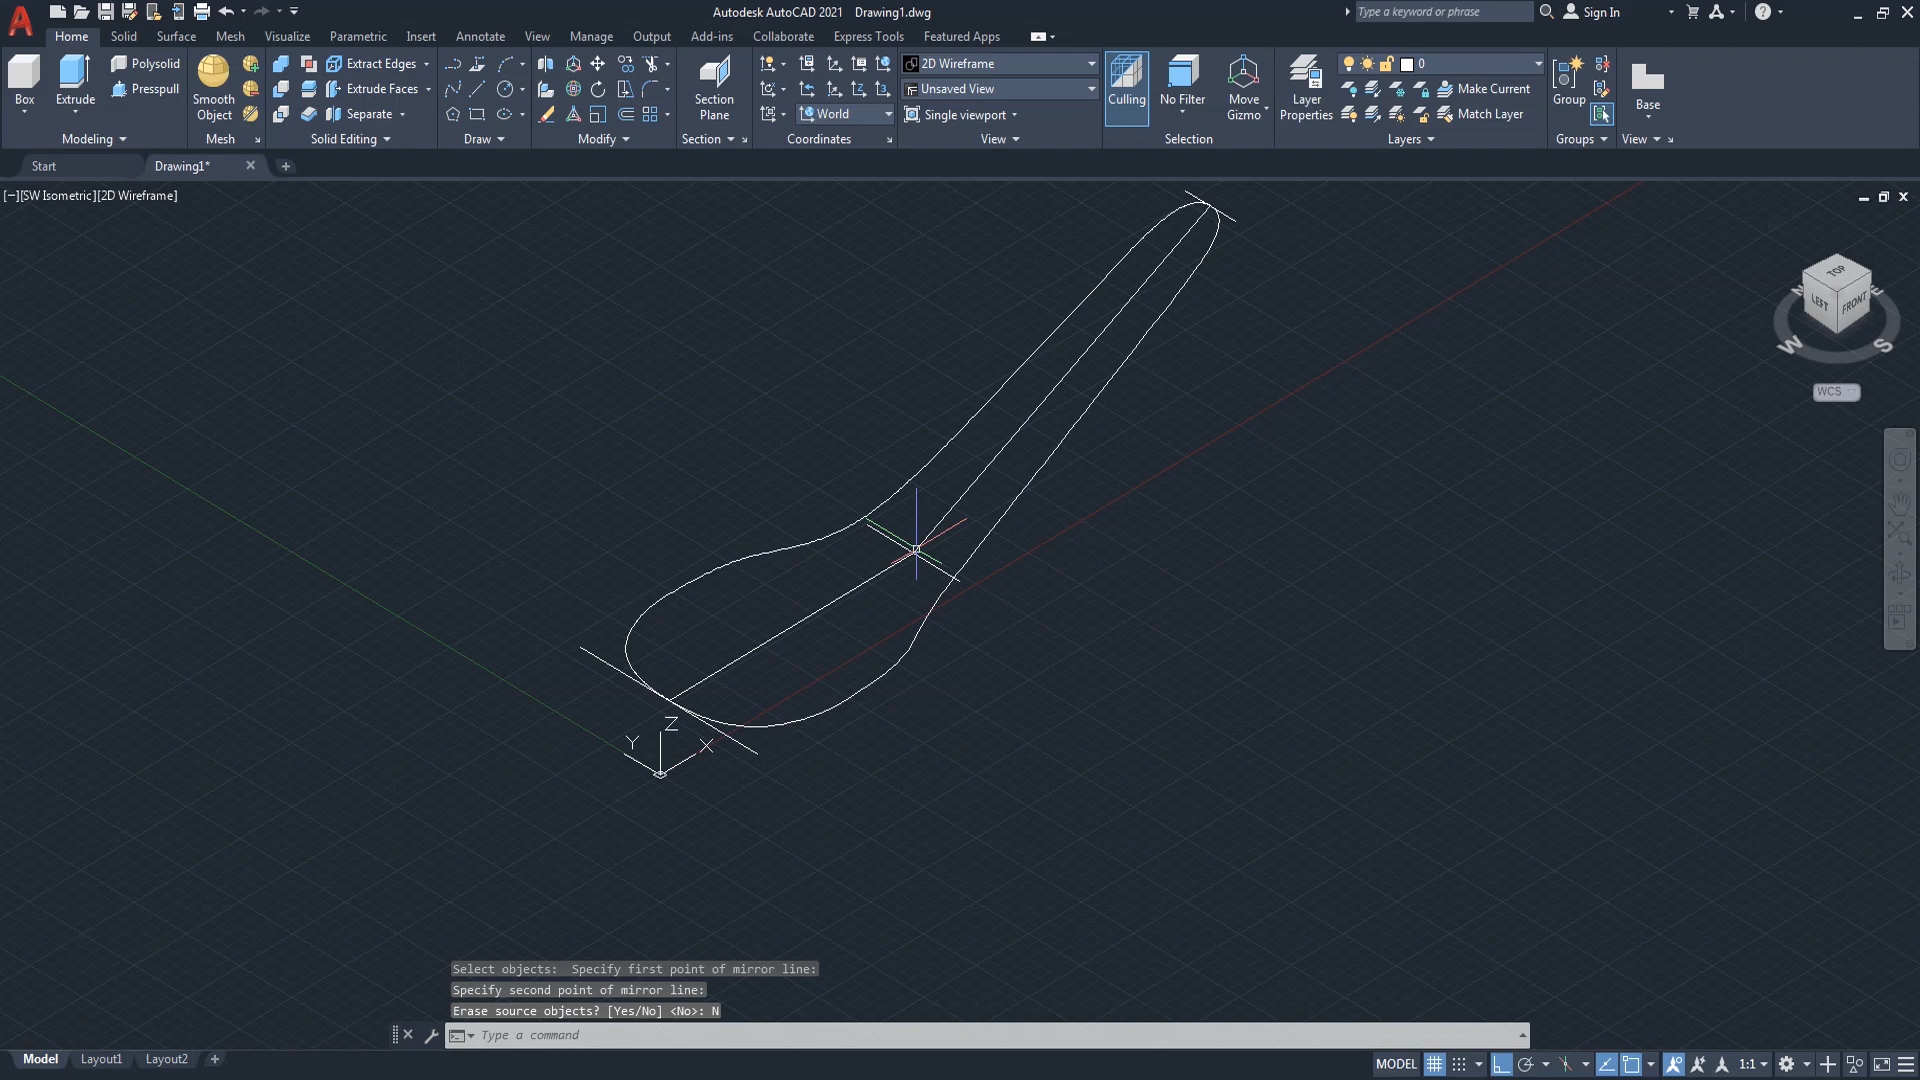 Autodesk AutoCAD 2021 Drawing1.dwg
Type a keyword or phrase
Sign In
Home Solid Surface Mesh Visualize Parametric Insert Annotate View Manage Output Add-ins Collaborate Express Tools Featured Apps
Box
Extrude
Polysolid
Presspull
Modeling
Smooth Object
Mesh
Extract Edges
Extrude Faces
Separate
Solid Editing
Draw
Modify
Section Plane
Section
World
Coordinates
2D Wireframe
Unsaved View
Single viewport
View
Culling
No Filter
Move Gizmo
Selection
Layer Properties
0
Make Current
Match Layer
Layers
Group
Groups
Base
View
Start
Drawing1*
[−][SW Isometric][2D Wireframe]
TOP
LEFT
FRONT
N
E
W
S
WCS
Z
Y
X
Select objects: Specify first point of mirror line:
Specify second point of mirror line:
Erase source objects? [Yes/No] <No>: N
Type a command
Model Layout1 Layout2
MODEL
1:1